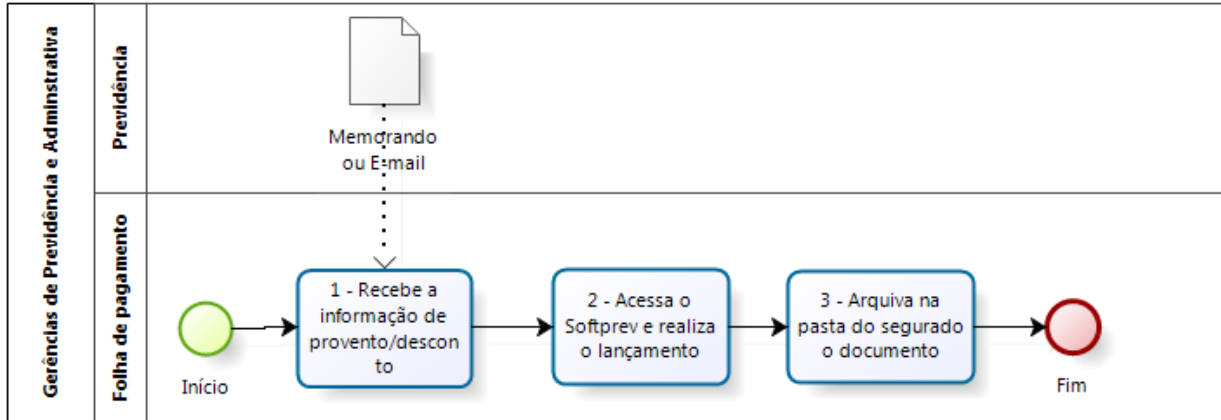 Gerências de Previdência e Adminstrativa
Previdência
Memorando
ou E-mail
Folha de pagamento
Início
1 - Recebe a
informação de
provento/descon
to
2 - Acessa o
Softprev e realiza
o lançamento
3 - Arquiva na
pasta do segurado
o documento
Fim